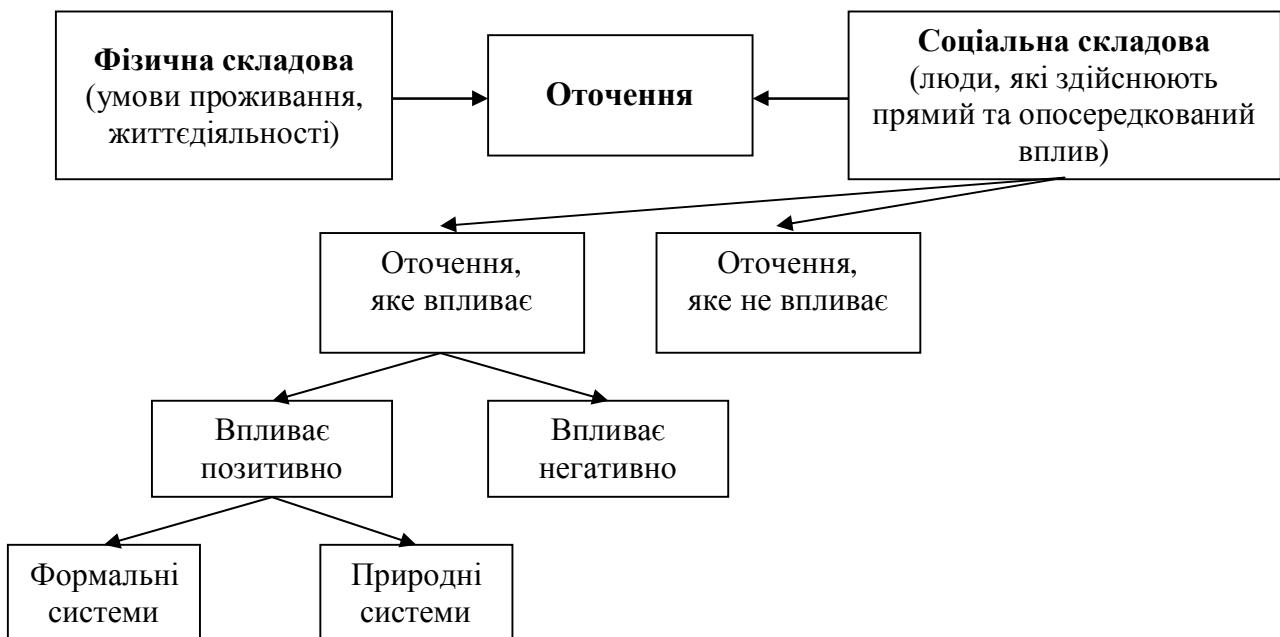 Фізична складова
(умови проживання,
життєдіяльності)
Оточення
Соціальна складова
(люди, які здійснюють
прямий та опосередкований
вплив)
Оточення,
яке впливає
Оточення,
яке не впливає
Впливає
позитивно
Впливає
негативно
Формальні
системи
Природні
системи